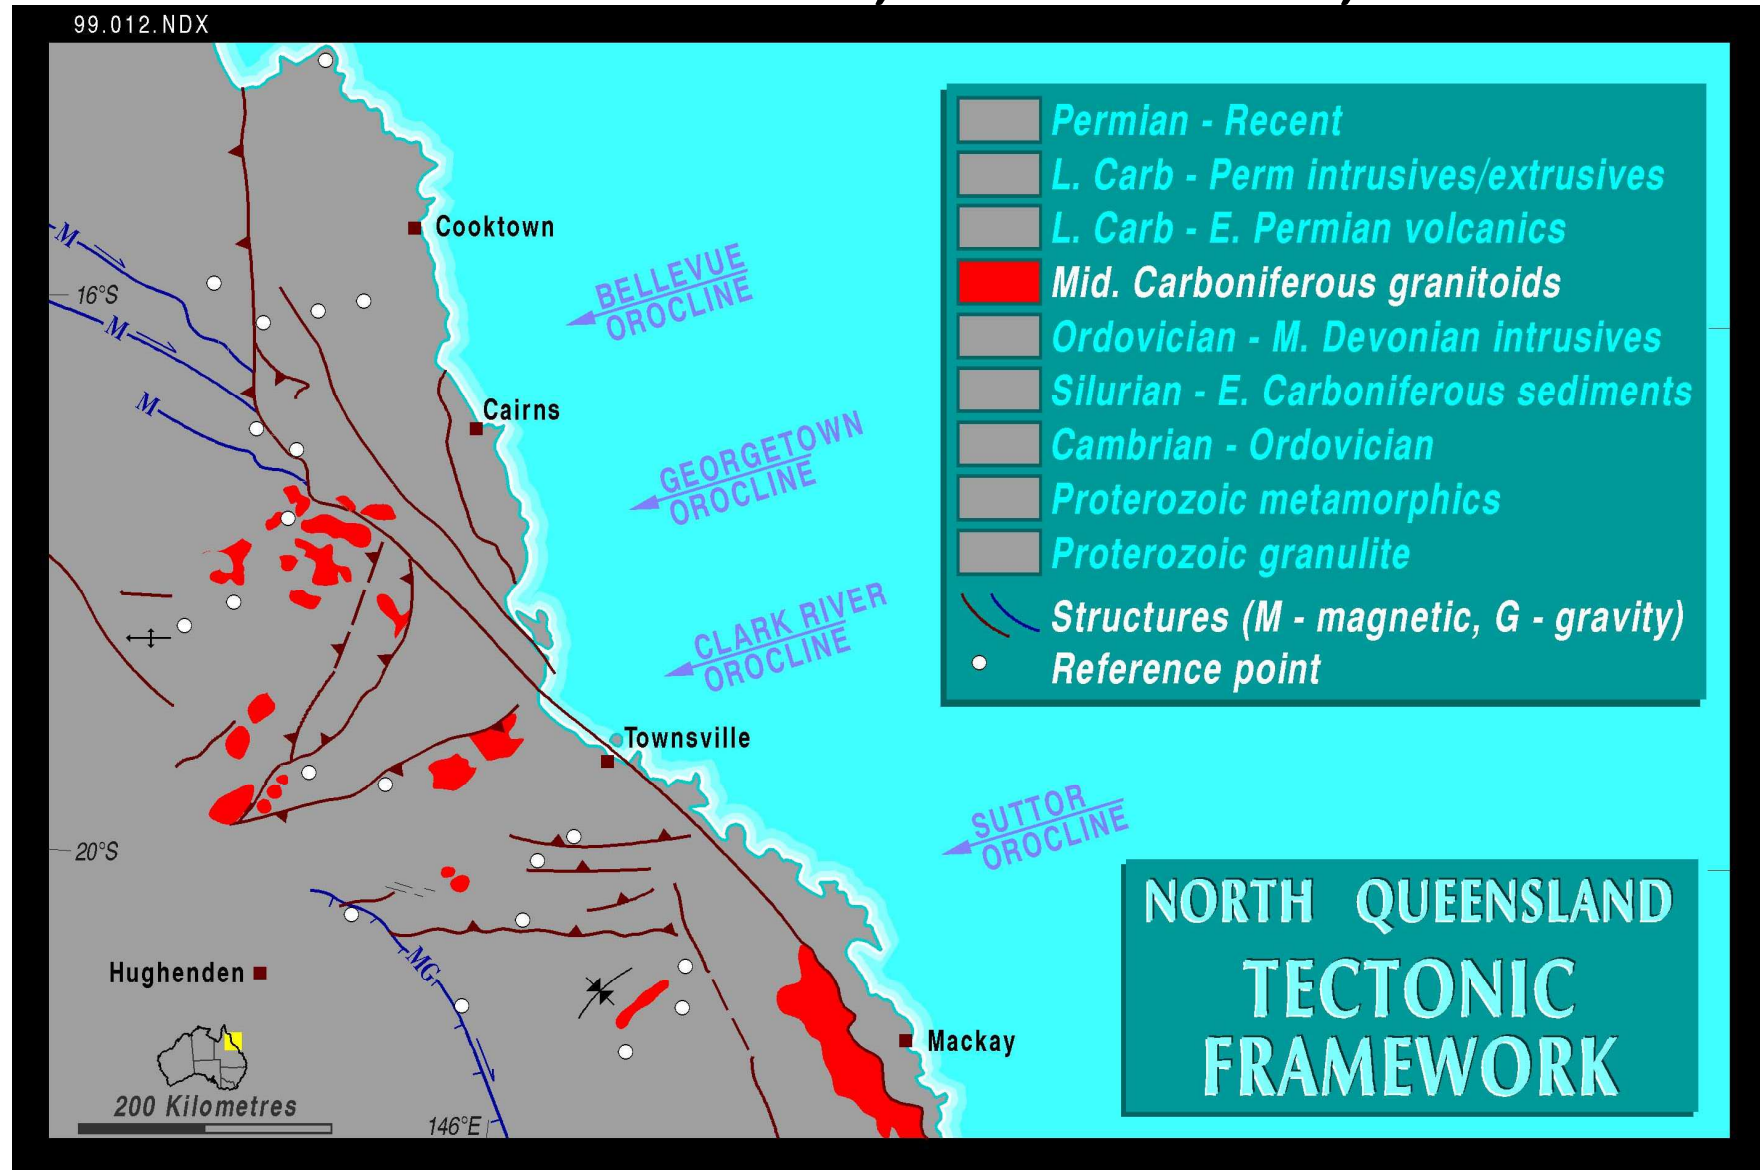 99.012.NDX
Permian - Recent
L. Carb - Perm intrusives/extrusives
L. Carb - E. Permian volcanics
Mid. Carboniferous granitoids
Ordovician - M. Devonian intrusives
Silurian - E. Carboniferous sediments
Cambrian - Ordovician
Proterozoic metamorphics
Proterozoic granulite
Structures (M - magnetic, G - gravity)
Reference point
Cooktown
M
BELLEVUE
OROCLINE
16°S
M
M
Cairns
GEORGETOWN
OROCLINE
CLARK RIVER
OROCLINE
Townsville
SUTTOR
OROCLINE
20°S
MG
Hughenden
Mackay
NORTH QUEENSLAND
TECTONIC
FRAMEWORK
200 Kilometres
146°E